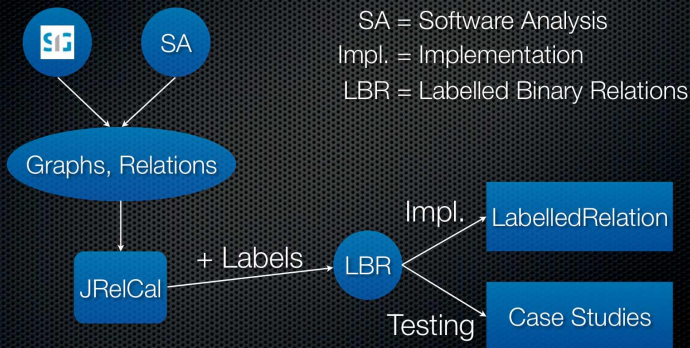 SIG
SA
SA = Software Analysis
Impl. = Implementation
LBR = Labelled Binary Relations
Graphs, Relations
JRelCal
+ Labels
LBR
Impl.
LabelledRelation
Testing
Case Studies